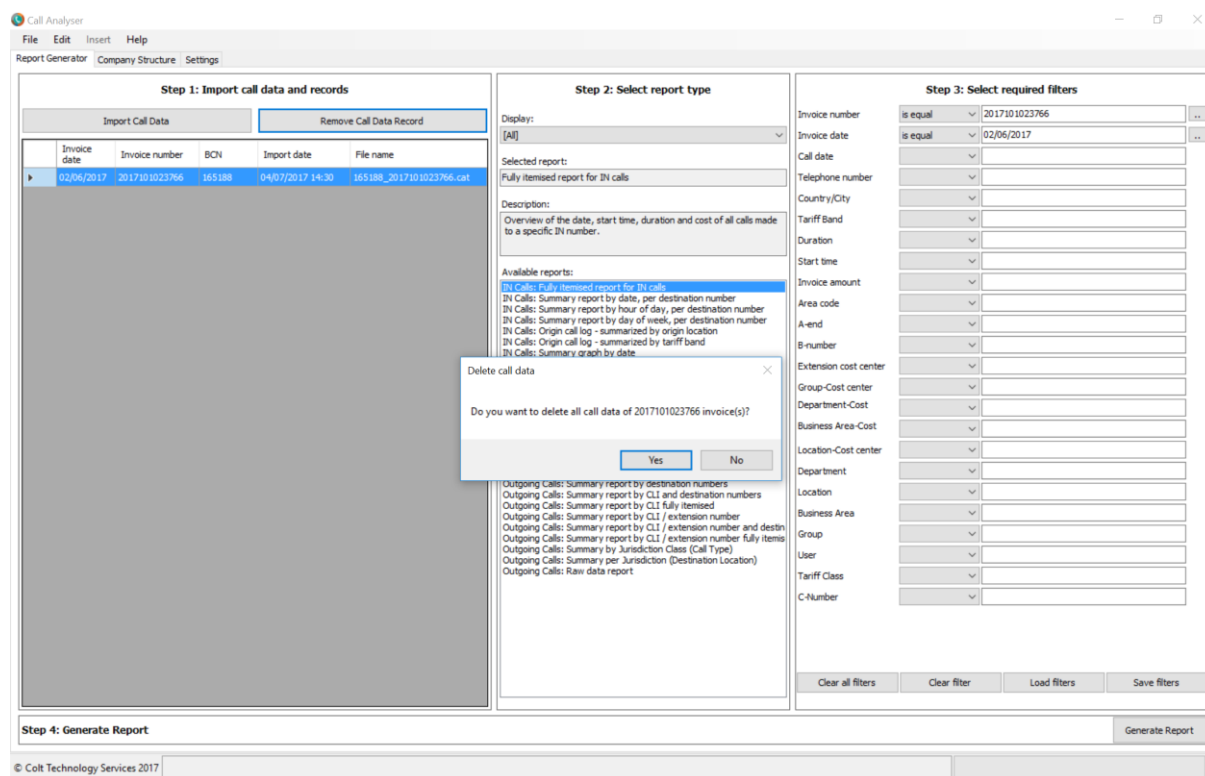 Call Analyser
File Edit Insert Help
Report Generator Company Structure Settings
Step 1: Import call data and records
Import Call Data Remove Call Data Record
Invoice date Invoice number BCN Import date File name
02/06/2017 2017101023766 165188 04/07/2017 14:30 165188_2017101023766.cat
Step 2: Select report type
Display:
[All]
Selected report:
Fully itemised report for IN calls
Description:
Overview of the date, start time, duration and cost of all calls made
to a specific IN number.
Available reports:
IN Calls: Fully itemised report for IN calls
IN Calls: Summary report by date, per destination number
IN Calls: Summary report by hour of day, per destination number
IN Calls: Summary report by day of week, per destination number
IN Calls: Origin call log - summarized by origin location
IN Calls: Origin call log - summarized by tariff band
IN Calls: Summary graph by date
Delete call data
Do you want to delete all call data of 2017101023766 invoice(s)?
Yes No
Outgoing Calls: Summary report by destination numbers
Outgoing Calls: Summary report by CLI and destination numbers
Outgoing Calls: Summary report by CLI fully itemised
Outgoing Calls: Summary report by CLI / extension number
Outgoing Calls: Summary report by CLI / extension number and destin
Outgoing Calls: Summary report by CLI / extension number fully itemis
Outgoing Calls: Summary by Jurisdiction Class (Call Type)
Outgoing Calls: Summary per Jurisdiction (Destination Location)
Outgoing Calls: Raw data report
Step 3: Select required filters
Invoice number is equal 2017101023766 ..
Invoice date is equal 02/06/2017 ..
Call date
Telephone number
Country/City
Tariff Band
Duration
Start time
Invoice amount
Area code
A-end
B-number
Extension cost center
Group-Cost center
Department-Cost
Business Area-Cost
Location-Cost center
Department
Location
Business Area
Group
User
Tariff Class
C-Number
Clear all filters Clear filter Load filters Save filters
Step 4: Generate Report
Generate Report
© Colt Technology Services 2017